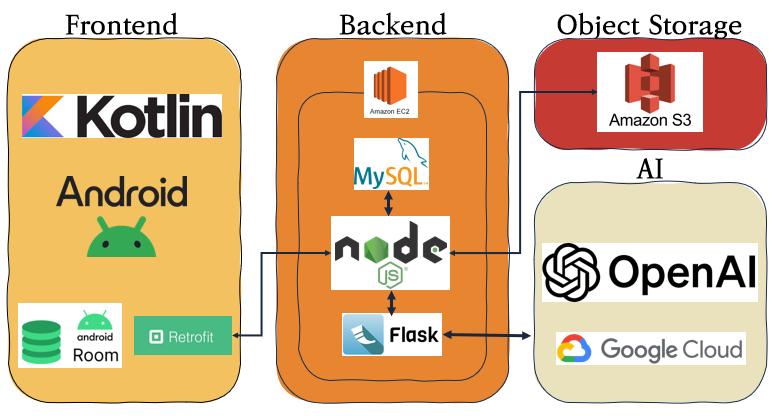 Frontend
Kotlin
Android
android
Room
Retrofit
Backend
Amazon EC2
MySQL
node
JS
Flask
Object Storage
Amazon S3
AI
OpenAI
Google Cloud